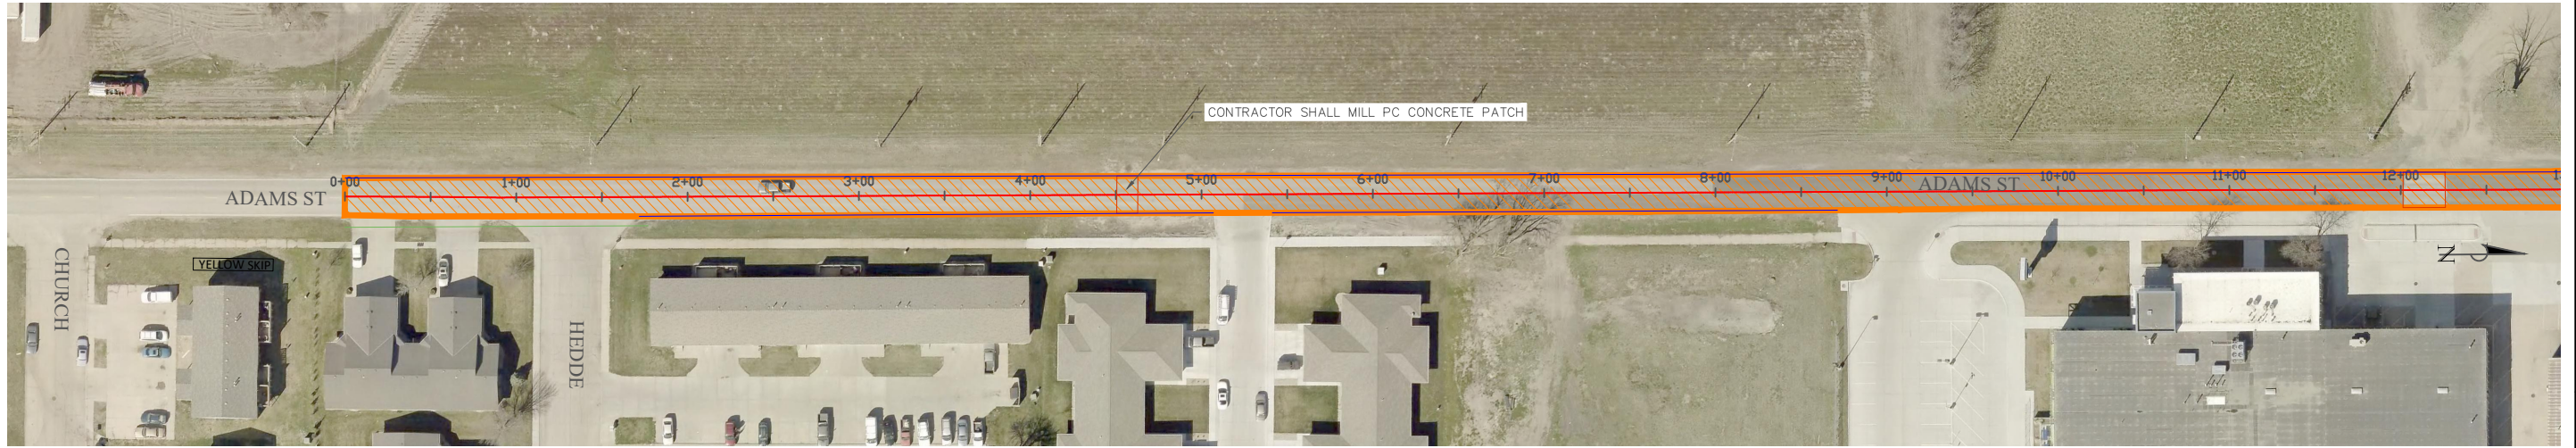 CONTRACTOR SHALL MILL PC CONCRETE PATCH
0+00 1+00 2+00 3+00 4+00 5+00 6+00 7+00 8+00 9+00 10+00 11+00 12+00
ADAMS ST
ADAMS ST
CHURCH
YELLOW SKIP
HEDDE
N